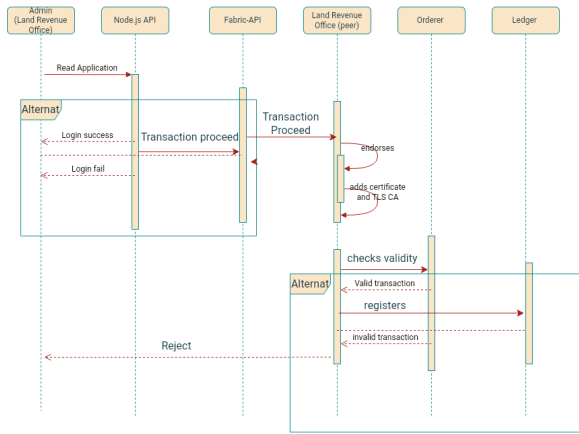 Admin
(Land Revenue
Office)
Node.js API
Fabric-API
Land Revenue
Office (peer)
Orderer
Ledger
Read Application
Alternat
Login success
Transaction proceed
Transaction
Proceed
endorses
Login fail
adds certificate
and TLS CA
checks validity
Alternat
Valid transaction
registers
invalid transaction
Reject